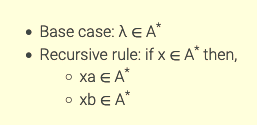 • Base case: λ ∈ A*
• Recursive rule: if x ∈ A* then,
○ xa ∈ A*
○ xb ∈ A*